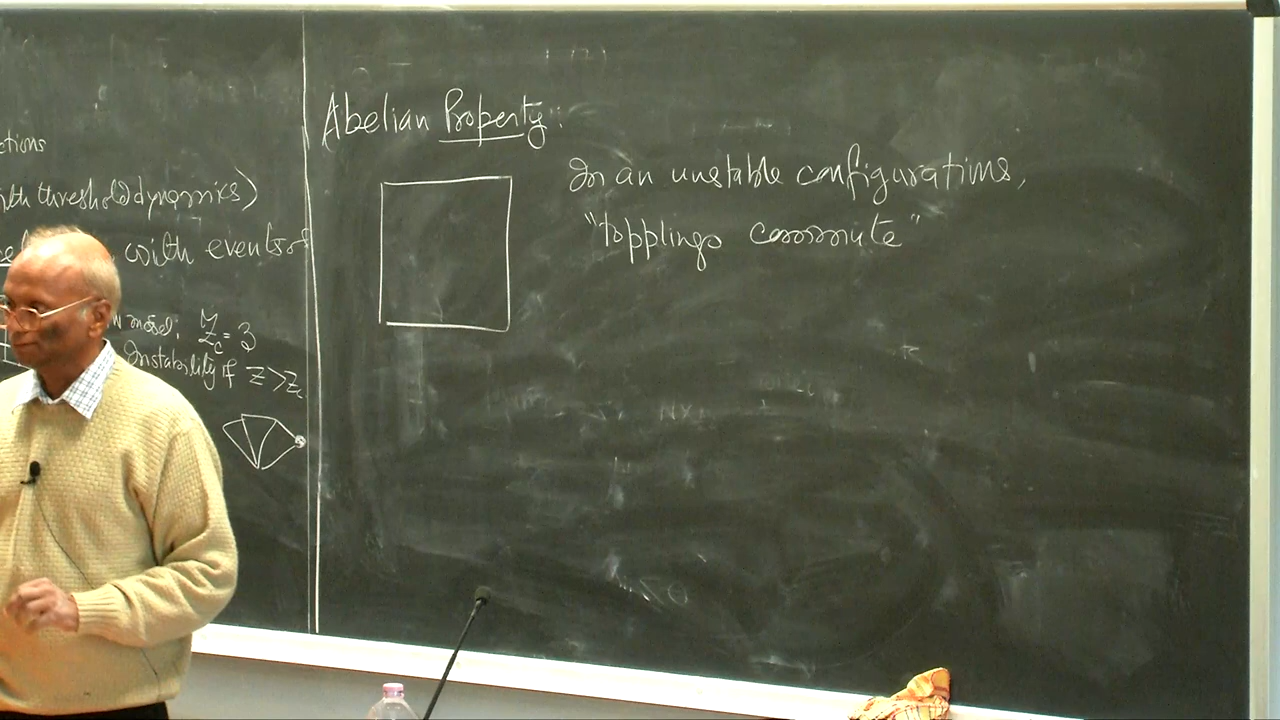 ctions
th threshold dynamics)
with events of
model: Z_c = 3
Instability if Z > Z_c
Abelian Property:
In an unstable configurations,
"topplings commute"